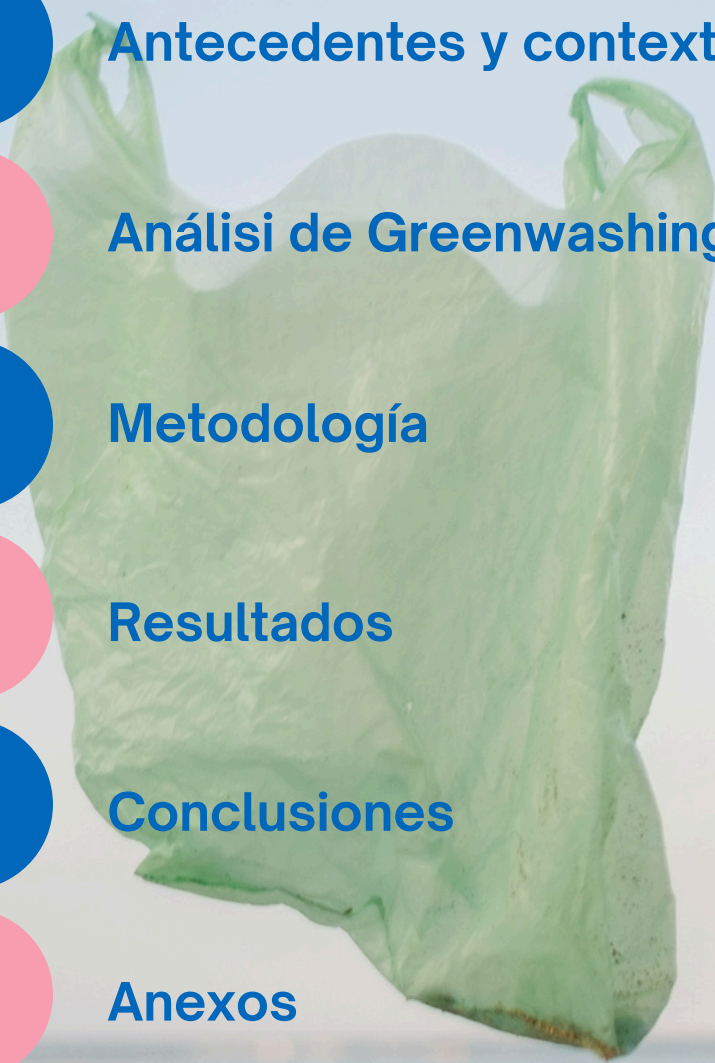 Antecedentes y context
Análisi de Greenwashing
Metodología
Resultados
Conclusiones
Anexos